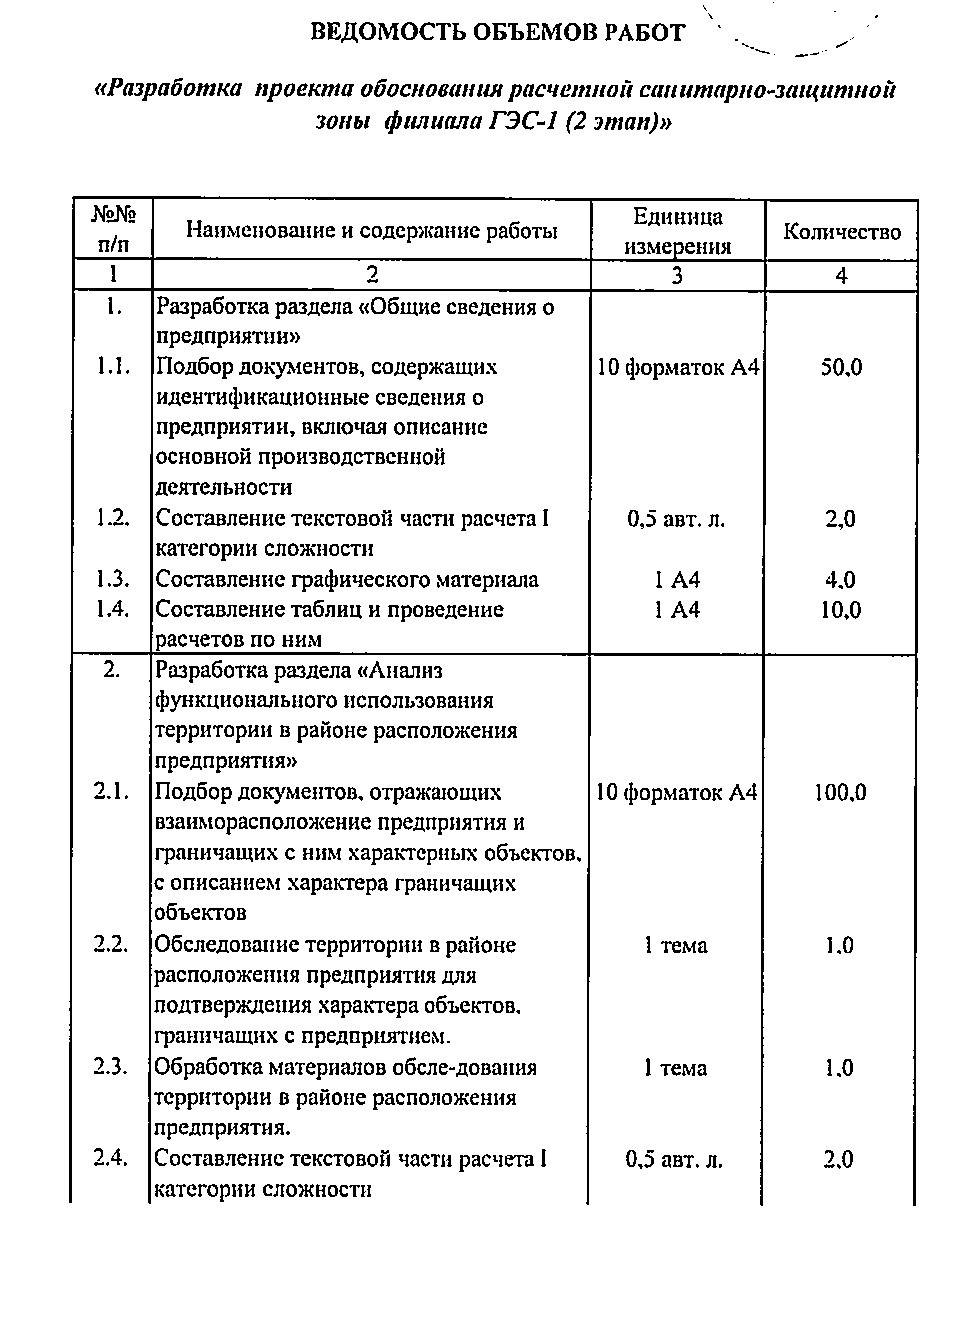 ВЕДОМОСТЬ ОБЪЕМОВ РАБОТ
«Разработка проекта обоснования расчетной санитарно-защитной
зоны филиала ГЭС-1 (2 этап)»
№№ Наименование и содержание работы Единица Количество
п/п измерения
1 2 3 4
1. Разработка раздела «Общие сведения о
предприятии»
1.1. Подбор документов, содержащих 10 форматок А4 50,0
идентификационные сведения о
предприятии, включая описание
основной производственной
деятельности
1.2. Составление текстовой части расчета I 0,5 авт. л. 2,0
категории сложности
1.3. Составление графического материала 1 А4 4,0
1.4. Составление таблиц и проведение 1 А4 10,0
расчетов по ним
2. Разработка раздела «Анализ
функционального использования
территории в районе расположения
предприятия»
2.1. Подбор документов, отражающих 10 форматок А4 100,0
взаиморасположение предприятия и
граничащих с ним характерных объектов,
с описанием характера граничащих
объектов
2.2. Обследование территории в районе 1 тема 1,0
расположения предприятия для
подтверждения характера объектов,
граничащих с предприятием.
2.3. Обработка материалов обсле-дования 1 тема 1,0
территории в районе расположения
предприятия.
2.4. Составление текстовой части расчета I 0,5 авт. л. 2,0
категории сложности